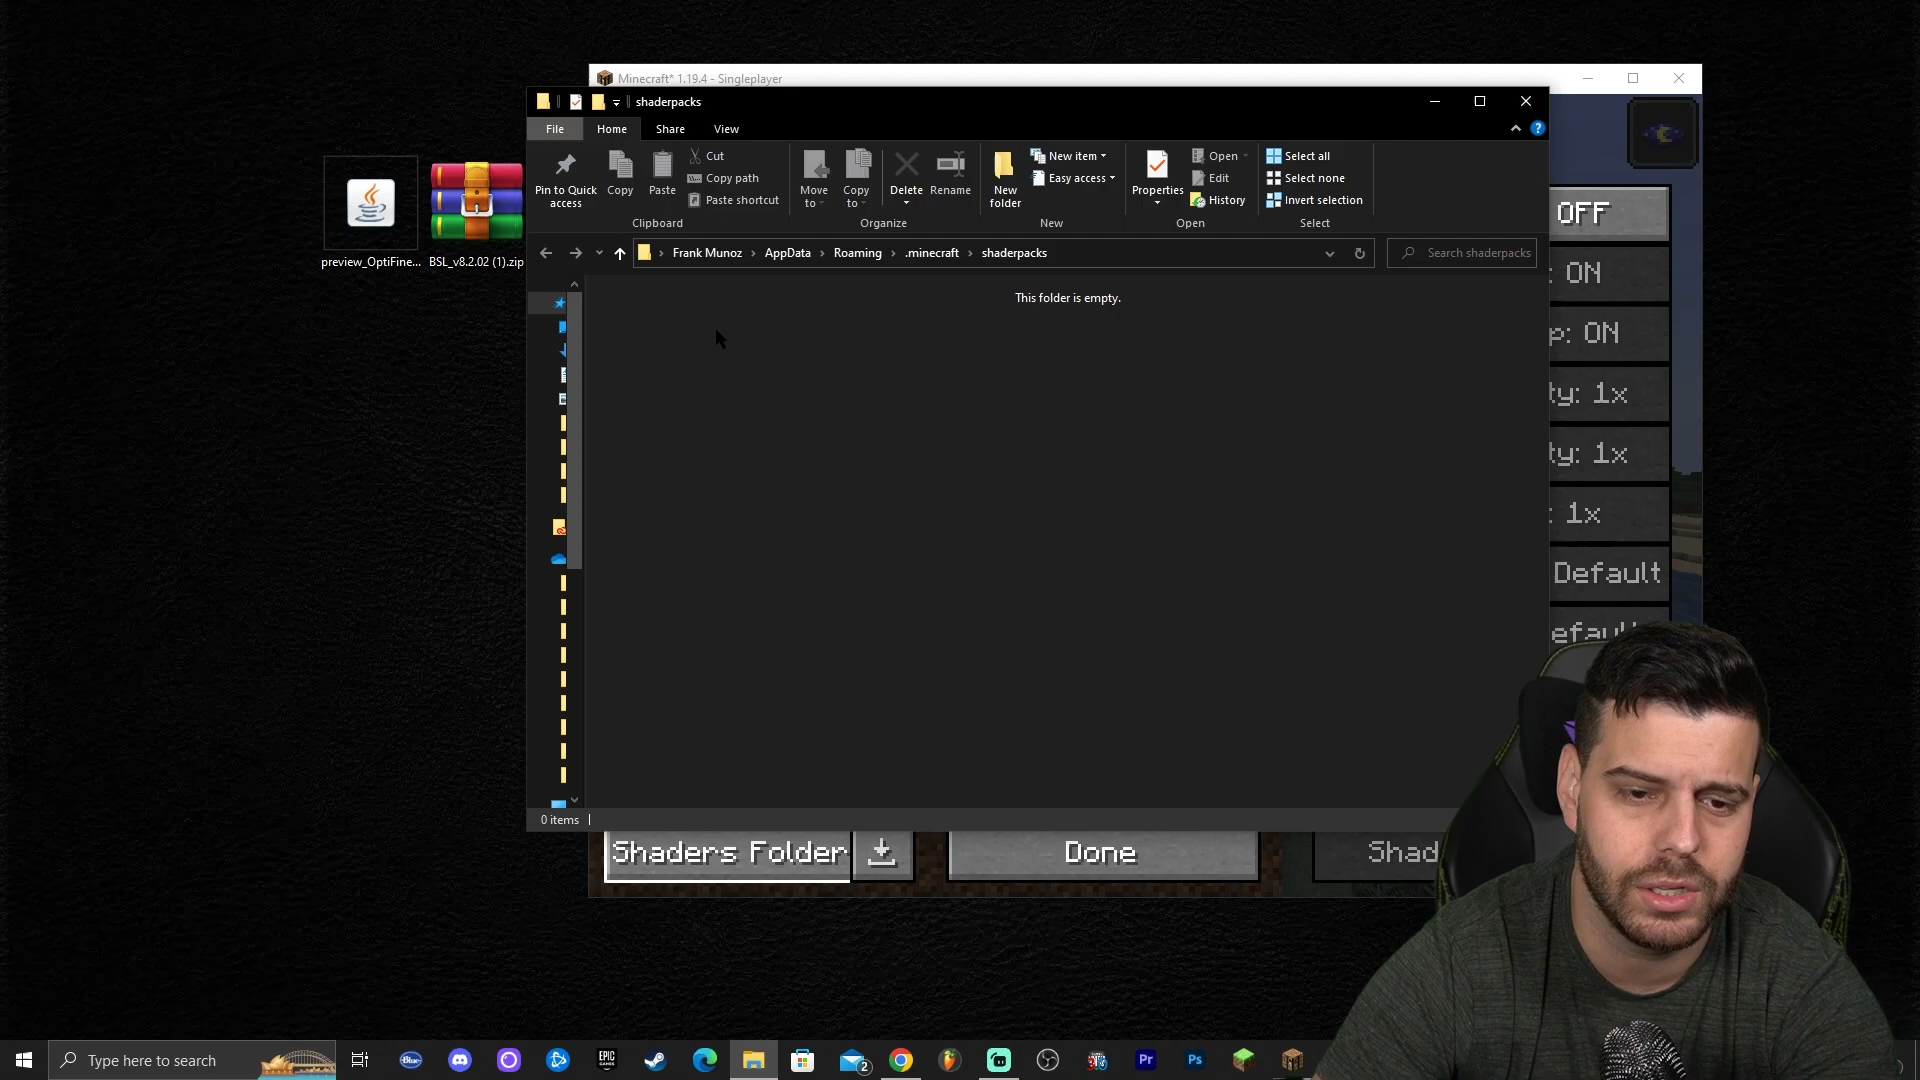 Minecraft* 1.19.4 - Singleplayer
shaderpacks
File
Home
Share
View
Pin to Quick
access
Copy
Paste
Cut
Copy path
Paste shortcut
Clipboard
Move
to
Copy
to
Delete
Rename
Organize
New
folder
New item
Easy access
New
Properties
Open
Edit
History
Open
Select all
Select none
Invert selection
Select
Frank Munoz
AppData
Roaming
.minecraft
shaderpacks
Search shaderpacks
This folder is empty.
preview_OptiFine...
BSL_v8.2.02 (1).zip
OFF
: ON
p: ON
ty: 1x
ty: 1x
: 1x
Default
0 items
Shaders Folder
Done
Shad
Type here to search
Blue
EPIC
GAMES
2
Pr
Ps